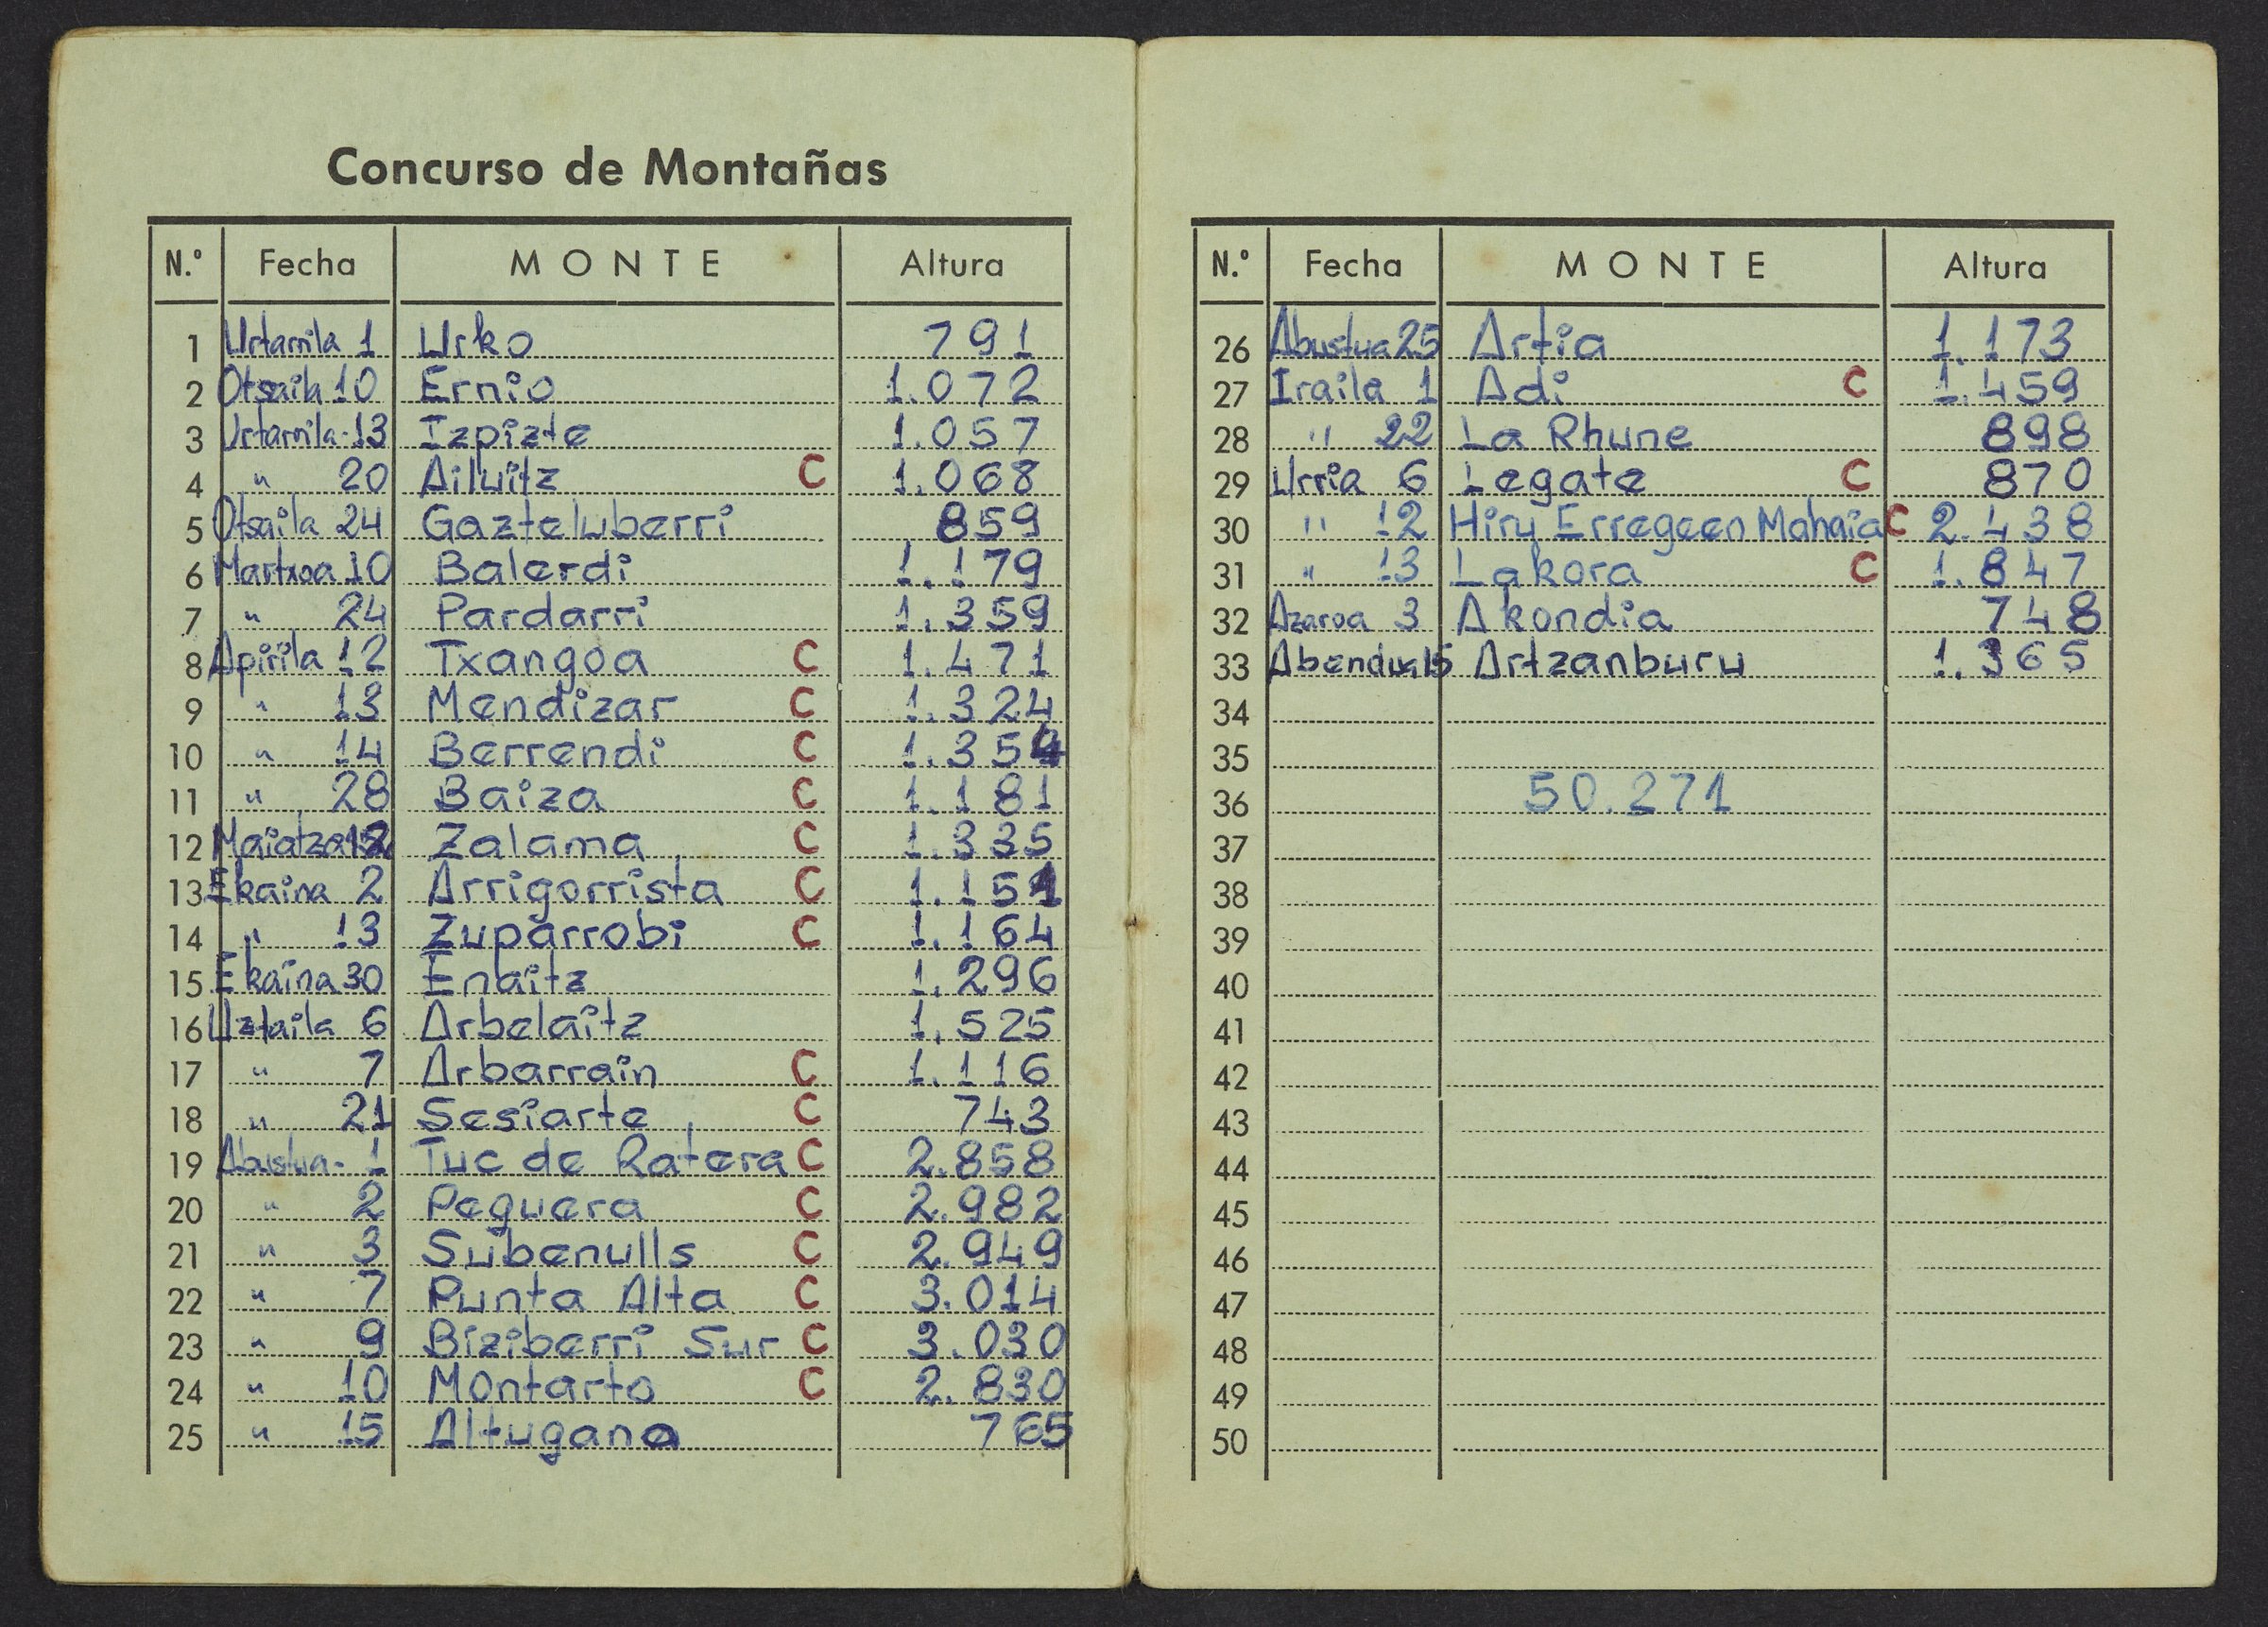 Concurso de Montañas
N.º Fecha MONTE Altura
1 Urtarrila 1 Urko 791
2 Otsaila 10 Ernio 1.072
3 Urtarrila-13 Izpizte 1.057
4 " 20 Ailuitz C 1.068
5 Otsaila 24 Gazteluberri 859
6 Martxoa 10 Balerdi 1.179
7 " 24 Pardarri 1.359
8 Apirila 12 Txangoa C 1.471
9 " 13 Mendizar C 1.324
10 " 14 Berrendi C 1.354
11 " 28 Baiza C 1.181
12 Maiatza 12 Zalama C 1.335
13 Ekaina 2 Arrigorrista C 1.151
14 " 13 Zuparrobi C 1.164
15 Ekaina 30 Enaitz 1.296
16 Uztaila 6 Arbelaitz 1.525
17 " 7 Arbarrain C 1.116
18 " 21 Sesiarte C 743
19 Abustua- 1 Tuc de Ratera C 2.858
20 " 2 Peguera C 2.982
21 " 3 Subenulls C 2.949
22 " 7 Punta Alta C 3.014
23 " 9 Biziberri Sur C 3.030
24 " 10 Montarto C 2.830
25 " 15 Altugana 765
N.º Fecha MONTE Altura
26 Abustua 25 Artia 1.173
27 Iraila 1 Adi C 1.459
28 " 22 La Rhune 898
29 Urria 6 Legate C 870
30 " 12 Hiru Erregeen Mahaia C 2.438
31 " 13 Lakora C 1.847
32 Azaroa 3 Akondia 748
33 Abendua 15 Artzanburu 1.365
34
35
36 50.271
37
38
39
40
41
42
43
44
45
46
47
48
49
50